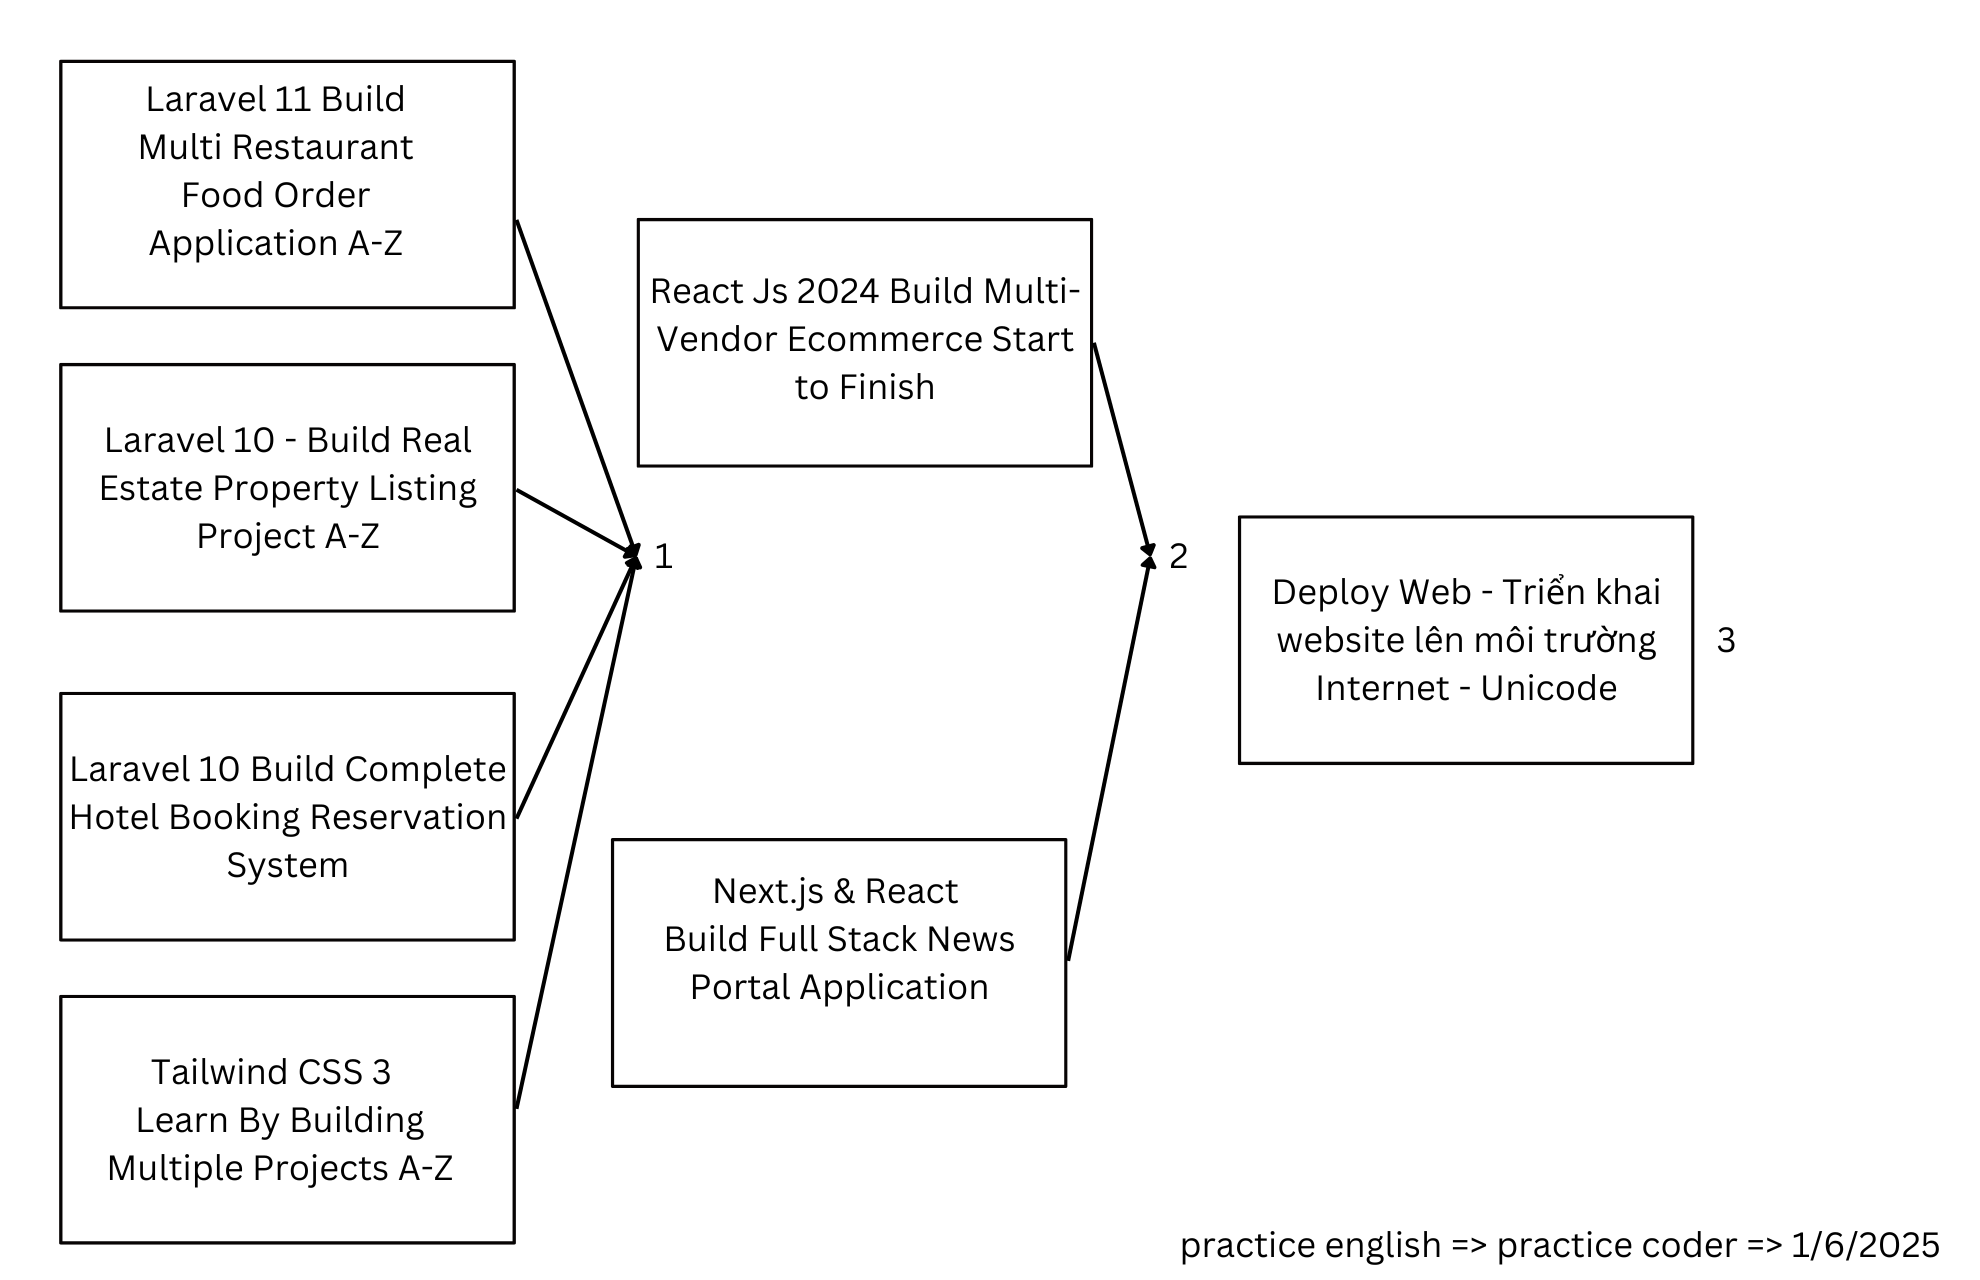 Laravel 11 Build
Multi Restaurant
Food Order
Application A-Z
Laravel 10 - Build Real
Estate Property Listing
Project A-Z
Laravel 10 Build Complete
Hotel Booking Reservation
System
Tailwind CSS 3
Learn By Building
Multiple Projects A-Z
1
React Js 2024 Build Multi-
Vendor Ecommerce Start
to Finish
Next.js & React
Build Full Stack News
Portal Application
2
Deploy Web - Triển khai
website lên môi trường
Internet - Unicode
3
practice english => practice coder => 1/6/2025